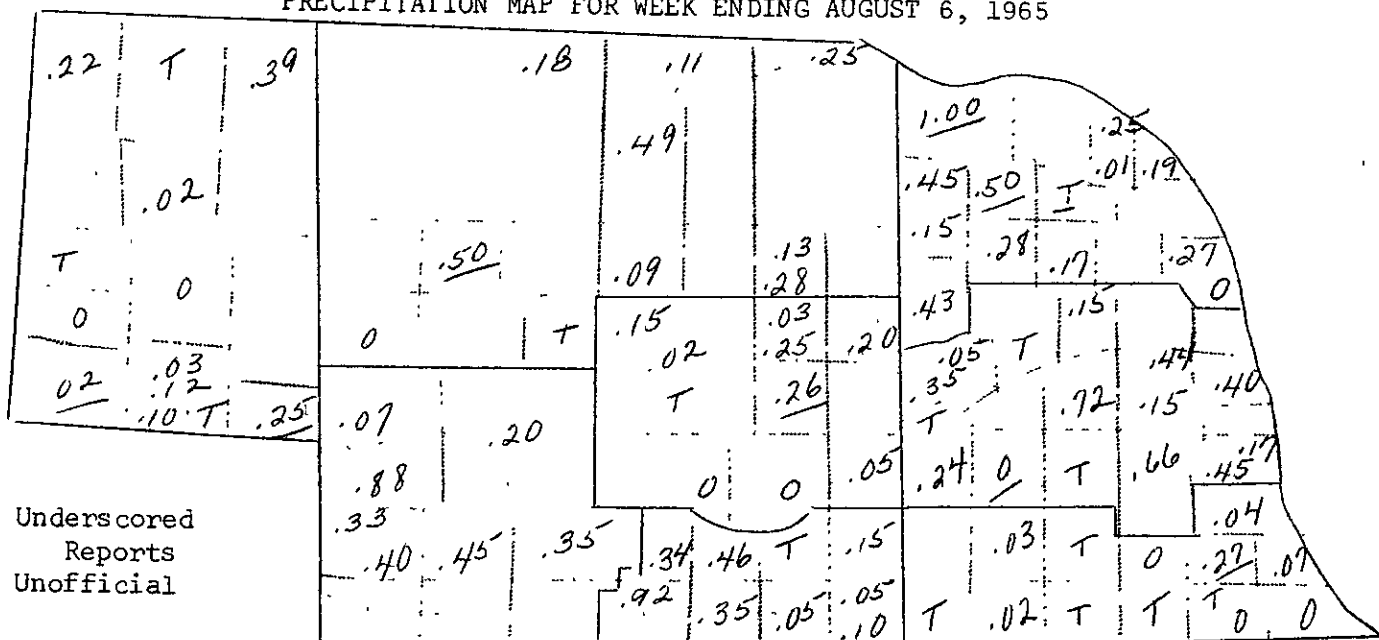 PRECIPITATION MAP FOR WEEK ENDING AUGUST 6, 1965
.22 T .39 .18 .11 .25
1.00 .25
.49
.45 .50 T .01 .19
.02
.15
T .50 .09 .13 .28 .17 .27
0 .28 0
0 .15 .03 .43 .15
0 T .02 .25 .20 .05 T .44
.03
02 .12 T .26 .35 .40
.10 T .25 .07 T .72 .15
.20
.88 0 0 .05 .24 0 T .66 .45 .17
Underscored .33 .04
Reports .40 .45 .35 .34 .46 T .15 .03 T 0 .27 .07
Unofficial .92 .35 .05 .05 T .02 T T T 0 0
.10